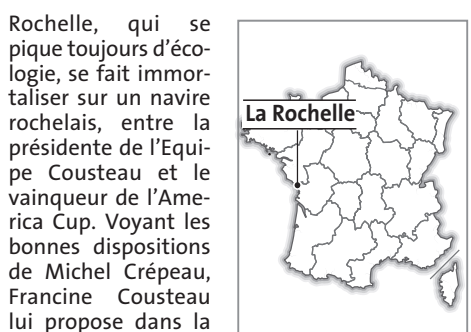 Rochelle, qui se
pique toujours d’éco-
logie, se fait immor-
taliser sur un navire
rochelais, entre la
présidente de l’Equi-
pe Cousteau et le
vainqueur de l’Ame-
rica Cup. Voyant les
bonnes dispositions
de Michel Crépeau,
Francine Cousteau
lui propose dans la
La Rochelle